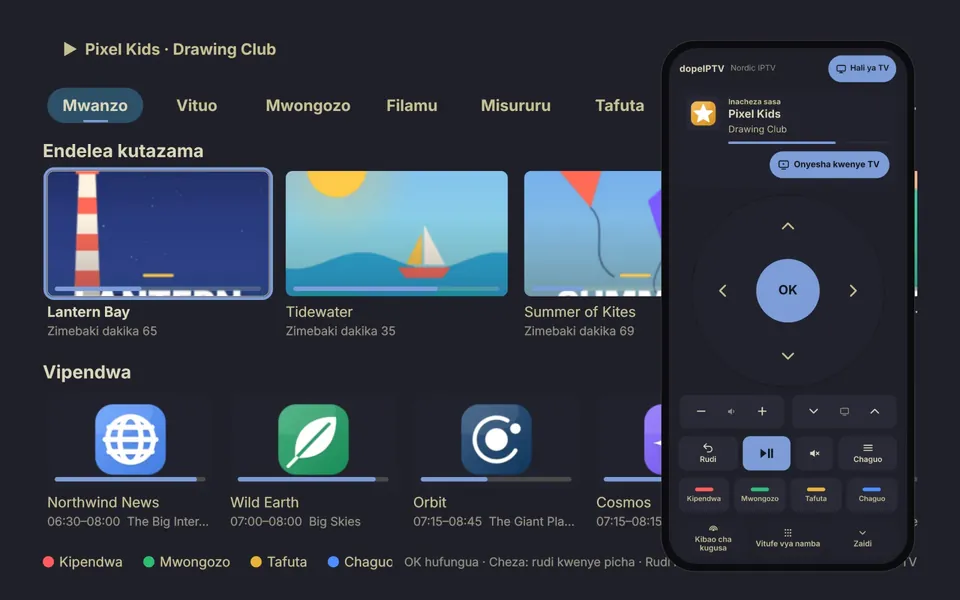 Pixel Kids · Drawing Club
Mwanzo
Vituo
Mwongozo
Filamu
Misururu
Tafuta
Endelea kutazama
Lantern Bay
Zimebaki dakika 65
Tidewater
Zimebaki dakika 35
Summer of Kites
Zimebaki dakika 69
Vipendwa
Northwind News
06:30–08:00 The Big Inter...
Wild Earth
07:00–08:00 Big Skies
Orbit
07:15–08:45 The Giant Pla...
Cosmos
07:15–08:15
Kipendwa
Mwongozo
Tafuta
Chaguo
OK hufungua · Cheza: rudi kwenye picha · Rudi
TV
dopeIPTV Nordic IPTV
Hali ya TV
Inacheza sasa
Pixel Kids
Drawing Club
Onyesha kwenye TV
OK
Rudi
Chaguo
Kipendwa
Mwongozo
Tafuta
Chaguo
Kibao cha
kugusa
Vitufe vya namba
Zaidi